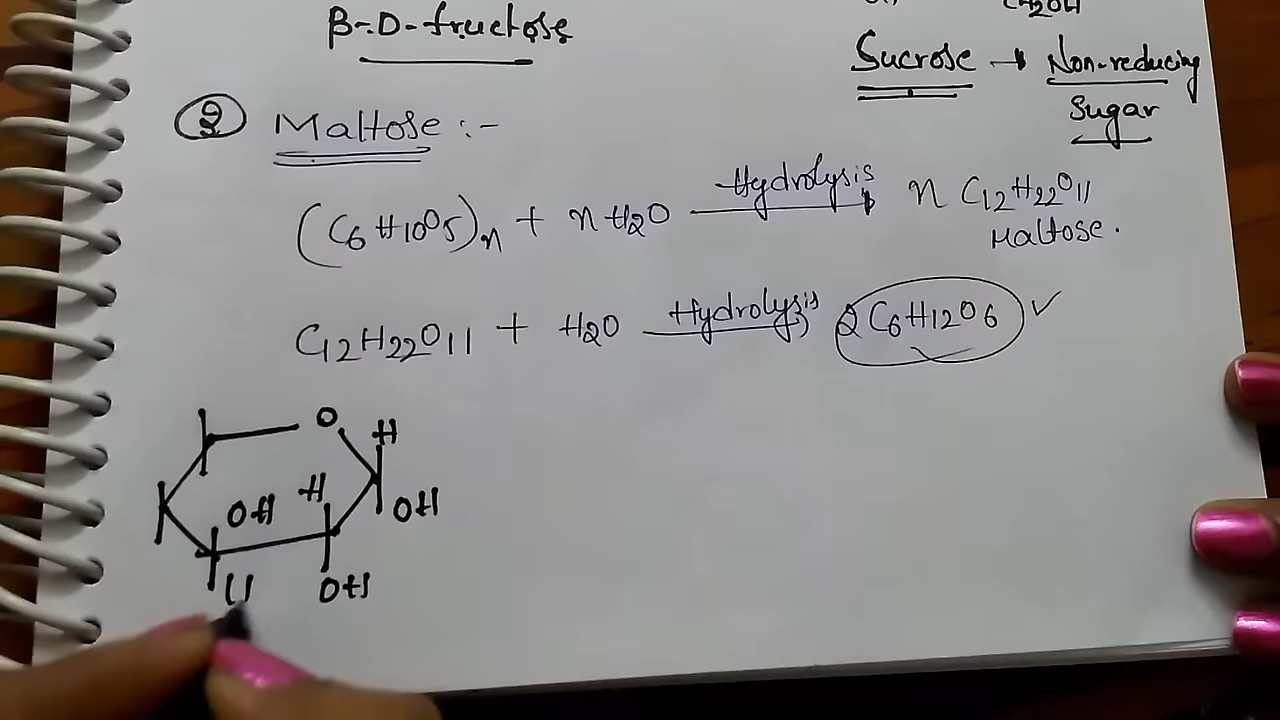 CH2OH
β-D-fructose
Sucrose → Non-reducing
Sugar
② Maltose :-
(C6H10O5)n + nH2O Hydrolysis → n C12H22O11
Maltose.
C12H22O11 + H2O Hydrolysis → 2C6H12O6 ✓
O
H
OH H
OH
OH